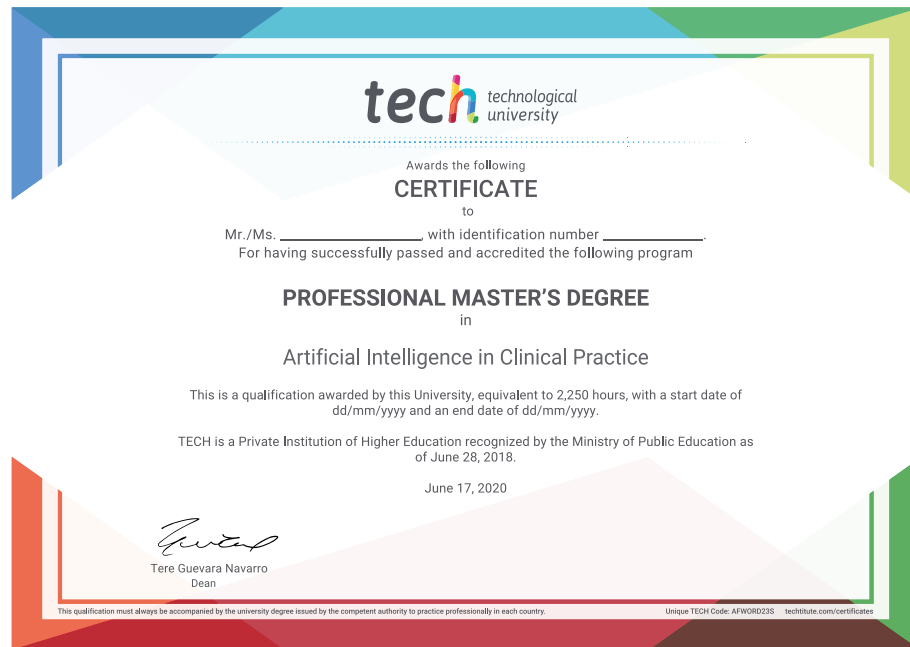 tech technological
university
Awards the following
CERTIFICATE
to
Mr./Ms. ____________________, with identification number ______________.
For having successfully passed and accredited the following program
PROFESSIONAL MASTER'S DEGREE
in
Artificial Intelligence in Clinical Practice
This is a qualification awarded by this University, equivalent to 2,250 hours, with a start date of
dd/mm/yyyy and an end date of dd/mm/yyyy.
TECH is a Private Institution of Higher Education recognized by the Ministry of Public Education as
of June 28, 2018.
June 17, 2020
Tere Guevara Navarro
Dean
This qualification must always be accompanied by the university degree issued by the competent authority to practice professionally in each country. Unique TECH Code: AFWORD23S techtitute.com/certificates